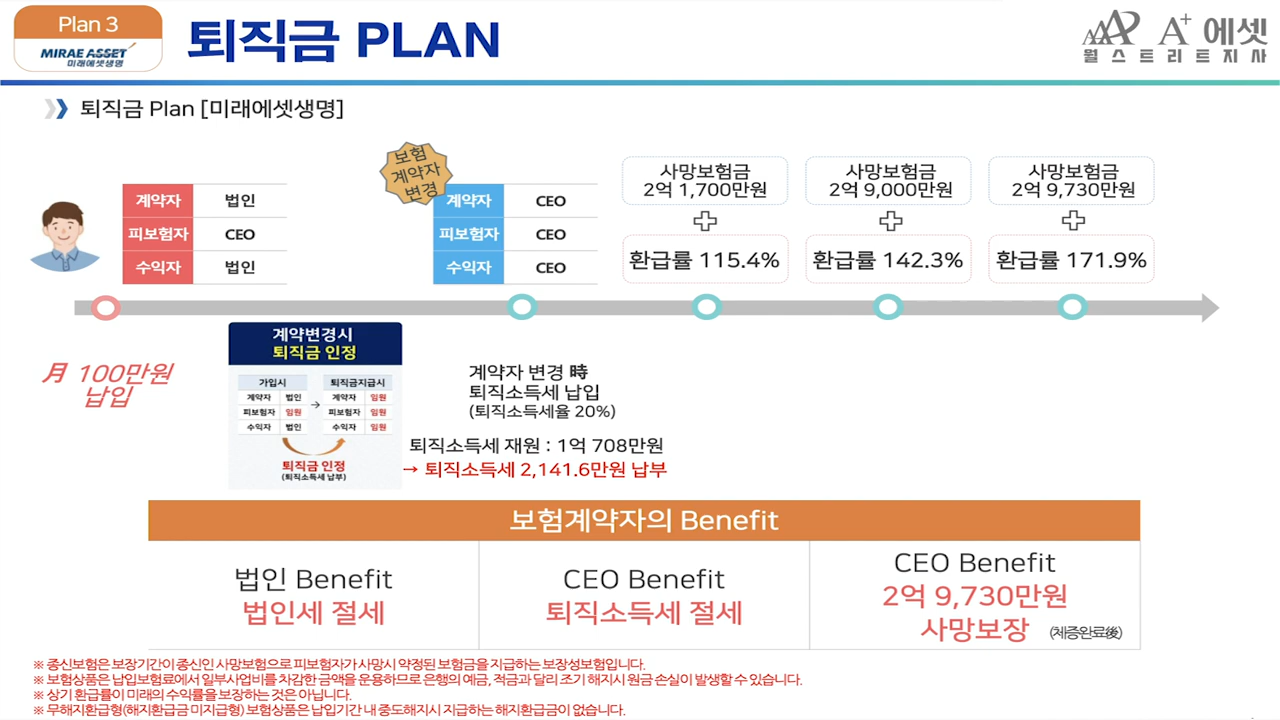 Plan 3
MIRAE ASSET
미래에셋생명
퇴직금 PLAN
A+에셋
월스트리트지사
퇴직금 Plan [미래에셋생명]
보험
계약자
변경
계약자 법인
피보험자 CEO
수익자 법인
계약자 CEO
피보험자 CEO
수익자 CEO
사망보험금
2억 1,700만원
환급률 115.4%
사망보험금
2억 9,000만원
환급률 142.3%
사망보험금
2억 9,730만원
환급률 171.9%
月 100만원
납입
계약변경시
퇴직금 인정
가입시 퇴직금지급시
계약자 법인 → 계약자 임원
피보험자 임원 피보험자 임원
수익자 법인 수익자 임원
퇴직금 인정
(퇴직소득세 납부)
계약자 변경 時
퇴직소득세 납입
(퇴직소득세율 20%)
퇴직소득세 재원 : 1억 708만원
→ 퇴직소득세 2,141.6만원 납부
보험계약자의 Benefit
법인 Benefit
법인세 절세
CEO Benefit
퇴직소득세 절세
CEO Benefit
2억 9,730만원
사망보장 (체증완료後)
※ 종신보험은 보장기간이 종신인 사망보험으로 피보험자가 사망시 약정된 보험금을 지급하는 보장성보험입니다.
※ 보험상품은 납입보험료에서 일부사업비를 차감한 금액을 운용하므로 은행의 예금, 적금과 달리 조기 해지시 원금 손실이 발생할 수 있습니다.
※ 상기 환급률이 미래의 수익률을 보장하는 것은 아닙니다.
※ 무해지환급형(해지환급금 미지급형) 보험상품은 납입기간 내 중도해지시 지급하는 해지환급금이 없습니다.